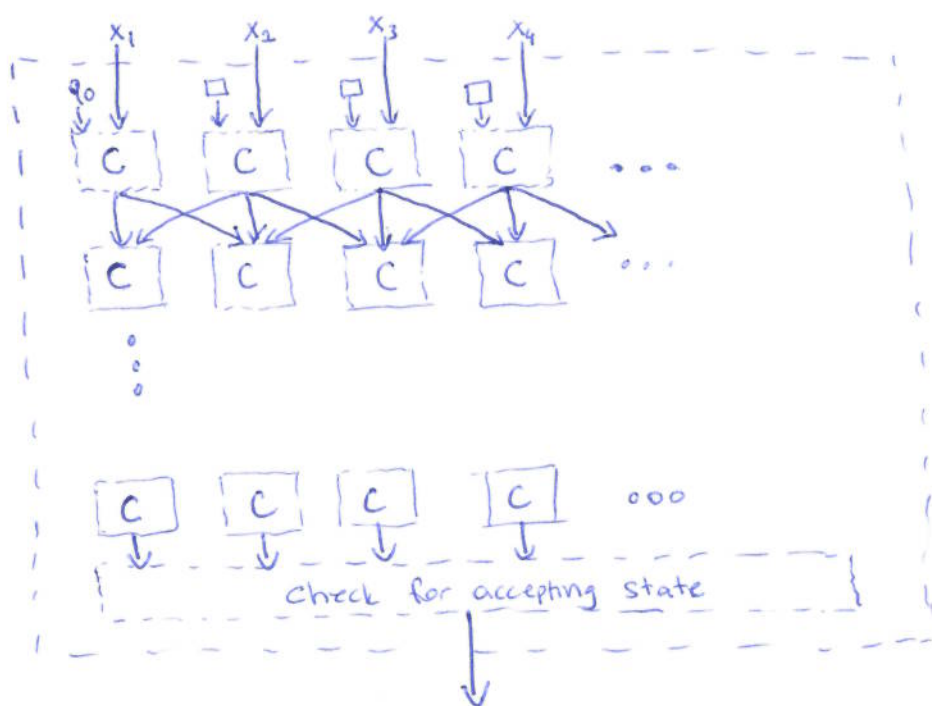 x₁ x₂ x₃ x₄
q₀ □ □ □
C C C C ...
C C C C ...
C C C C ...
Check for accepting state